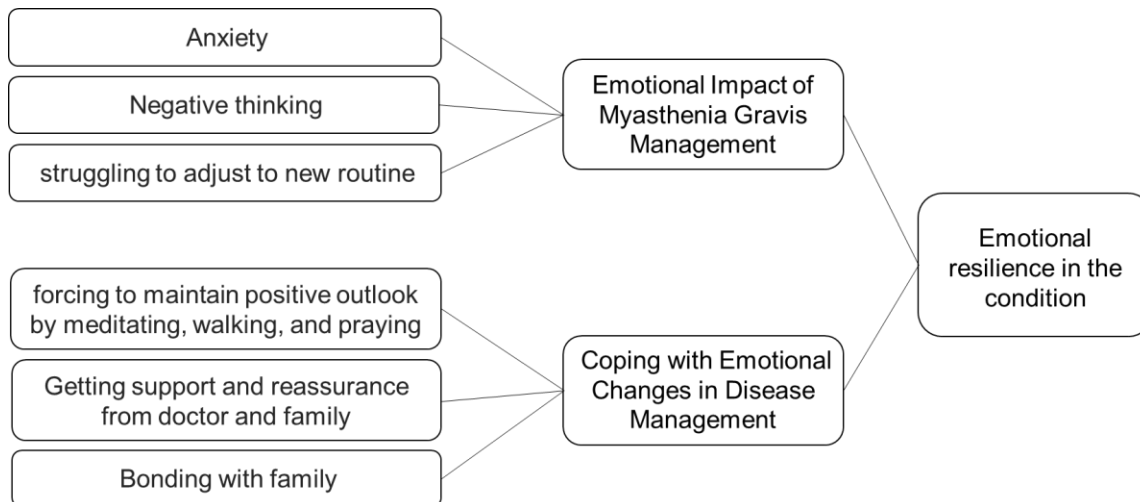 Anxiety
Negative thinking
struggling to adjust to new routine
Emotional Impact of
Myasthenia Gravis
Management
forcing to maintain positive outlook
by meditating, walking, and praying
Getting support and reassurance
from doctor and family
Bonding with family
Coping with Emotional
Changes in Disease
Management
Emotional
resilience in the
condition